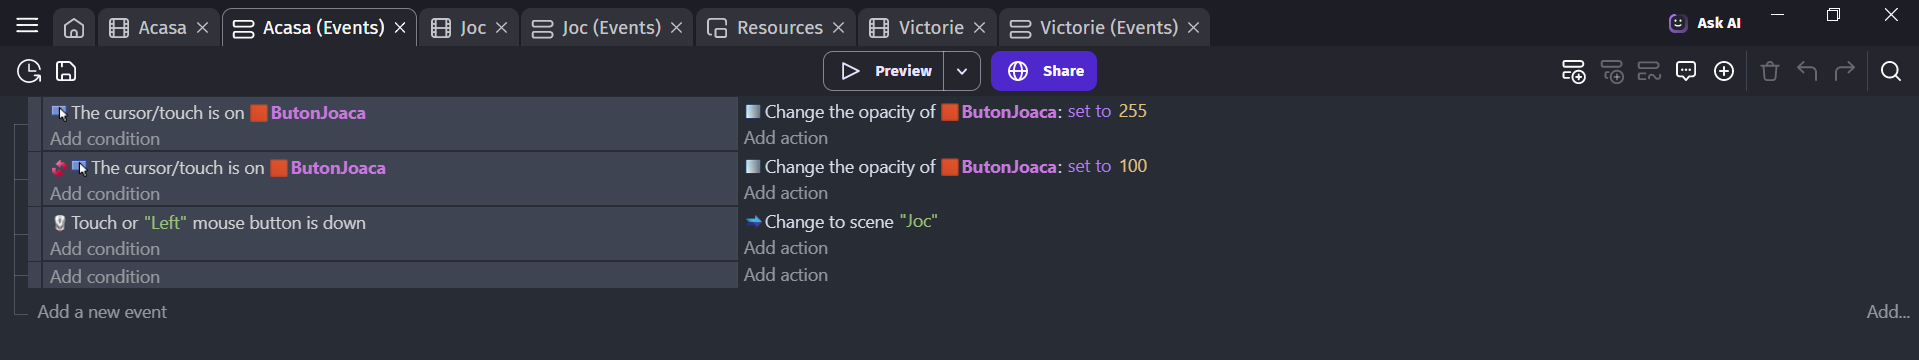 Acasa Acasa (Events) Joc Joc (Events) Resources Victorie Victorie (Events) Ask AI
Preview Share
The cursor/touch is on ButonJoaca Change the opacity of ButonJoaca: set to 255
Add condition Add action
The cursor/touch is on ButonJoaca Change the opacity of ButonJoaca: set to 100
Add condition Add action
Touch or "Left" mouse button is down Change to scene "Joc"
Add condition Add action
Add condition Add action
Add a new event Add...